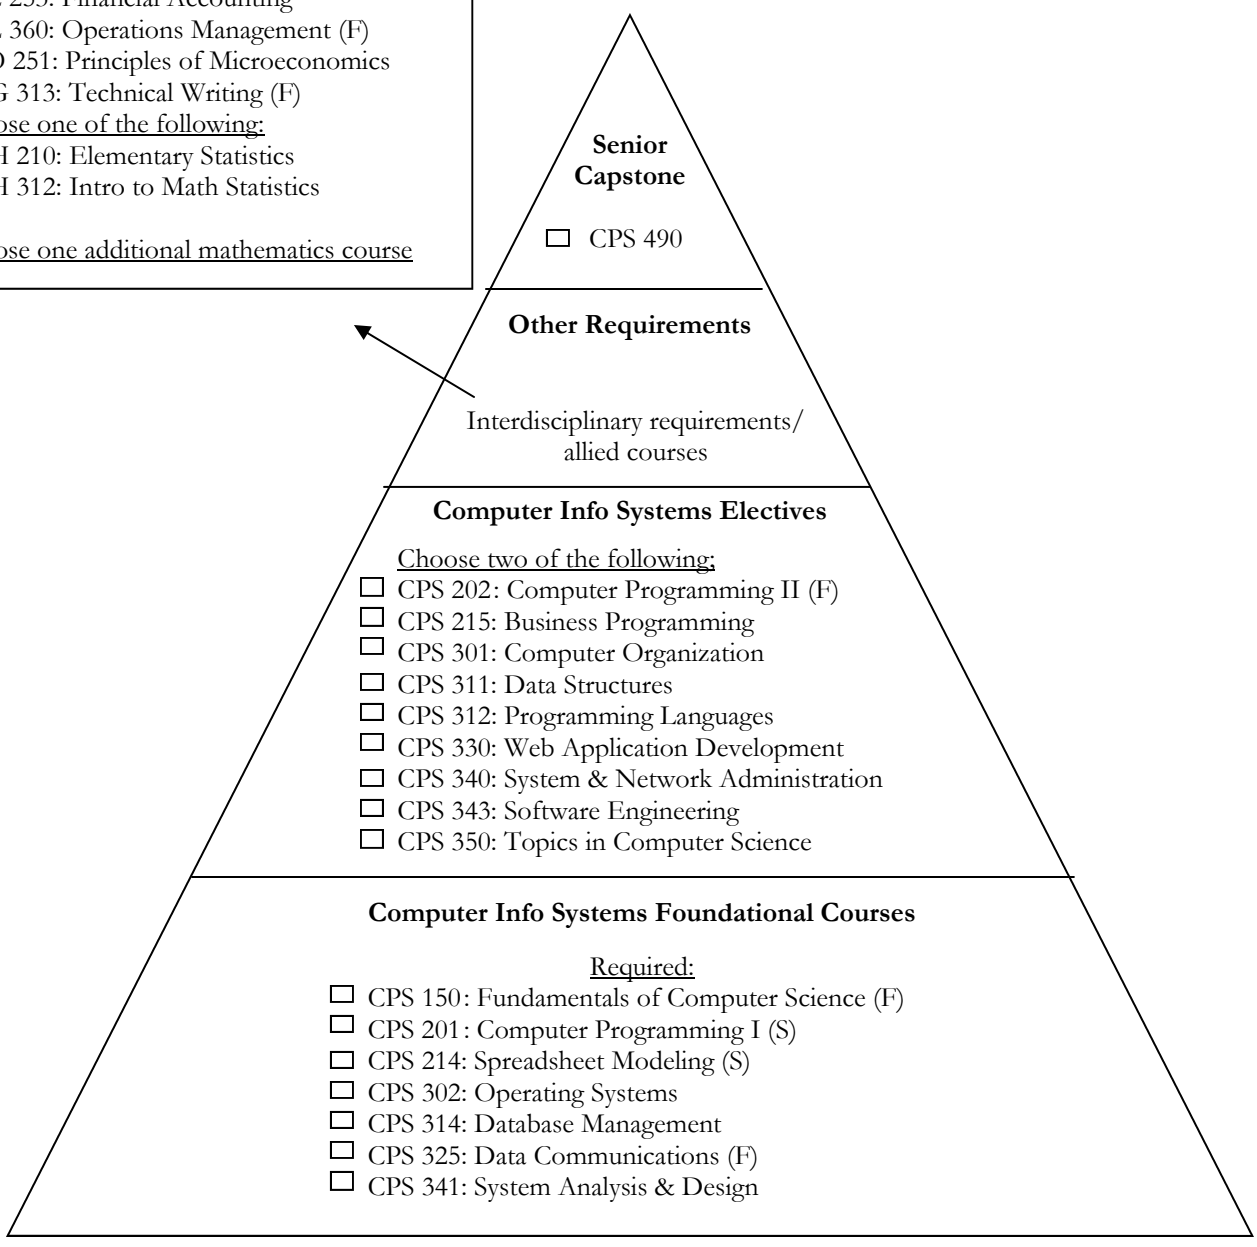 253: Financial Accounting
360: Operations Management (F)
251: Principles of Microeconomics
313: Technical Writing (F)
one of the following:
210: Elementary Statistics
312: Intro to Math Statistics
one additional mathematics course
Senior
Capstone
CPS 490
Other Requirements
Interdisciplinary requirements/
allied courses
Computer Info Systems Electives
Choose two of the following;
CPS 202: Computer Programming II (F)
CPS 215: Business Programming
CPS 301: Computer Organization
CPS 311: Data Structures
CPS 312: Programming Languages
CPS 330: Web Application Development
CPS 340: System & Network Administration
CPS 343: Software Engineering
CPS 350: Topics in Computer Science
Computer Info Systems Foundational Courses
Required:
CPS 150: Fundamentals of Computer Science (F)
CPS 201: Computer Programming I (S)
CPS 214: Spreadsheet Modeling (S)
CPS 302: Operating Systems
CPS 314: Database Management
CPS 325: Data Communications (F)
CPS 341: System Analysis & Design